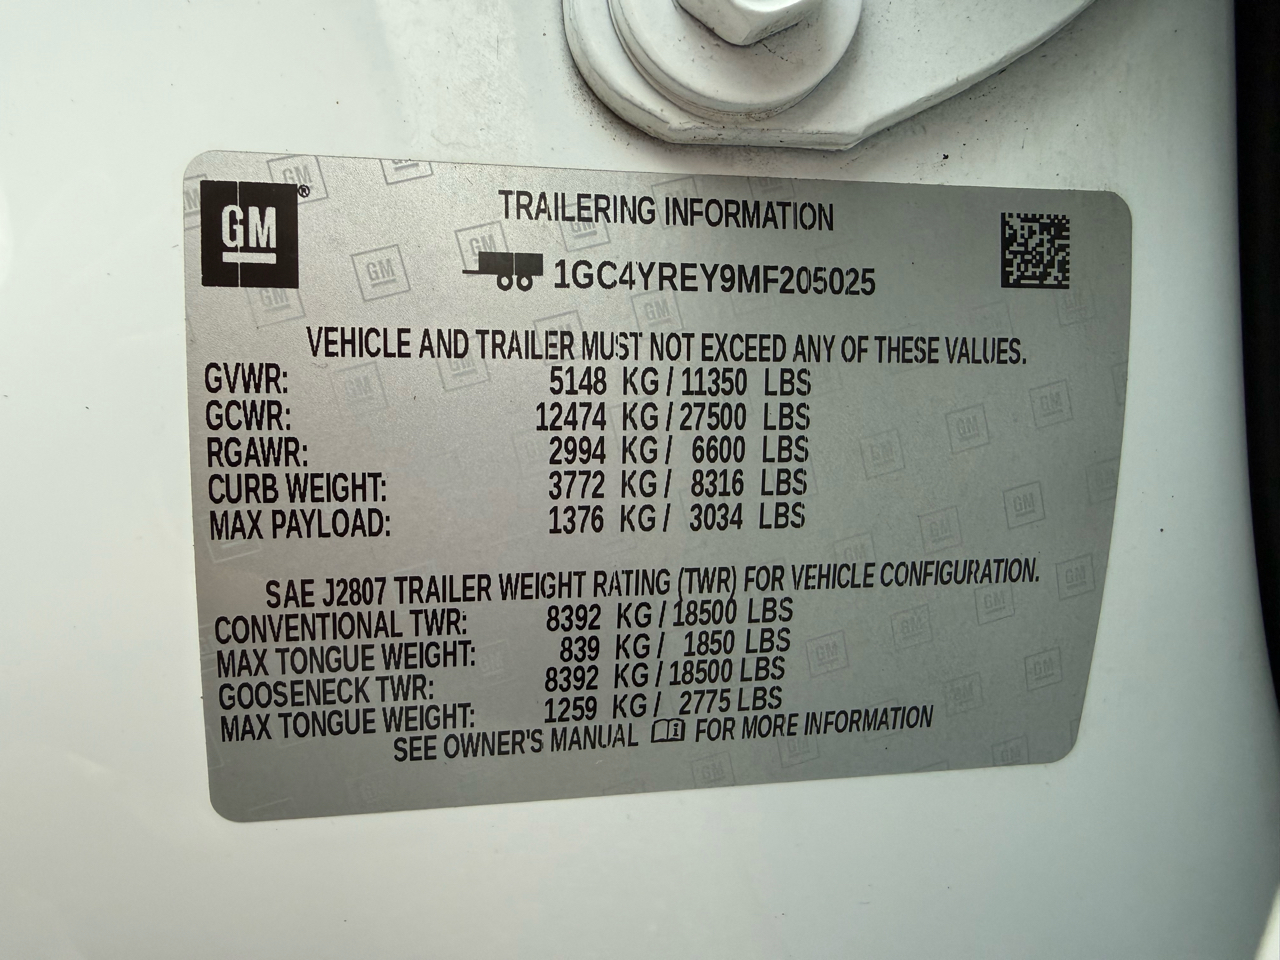 GM ®
TRAILERING INFORMATION
1GC4YREY9MF205025
VEHICLE AND TRAILER MUST NOT EXCEED ANY OF THESE VALUES.
GVWR: 5148 KG / 11350 LBS
GCWR: 12474 KG / 27500 LBS
RGAWR: 2994 KG / 6600 LBS
CURB WEIGHT: 3772 KG / 8316 LBS
MAX PAYLOAD: 1376 KG / 3034 LBS
SAE J2807 TRAILER WEIGHT RATING (TWR) FOR VEHICLE CONFIGURATION.
CONVENTIONAL TWR: 8392 KG / 18500 LBS
MAX TONGUE WEIGHT: 839 KG / 1850 LBS
GOOSENECK TWR: 8392 KG / 18500 LBS
MAX TONGUE WEIGHT: 1259 KG / 2775 LBS
SEE OWNER'S MANUAL FOR MORE INFORMATION